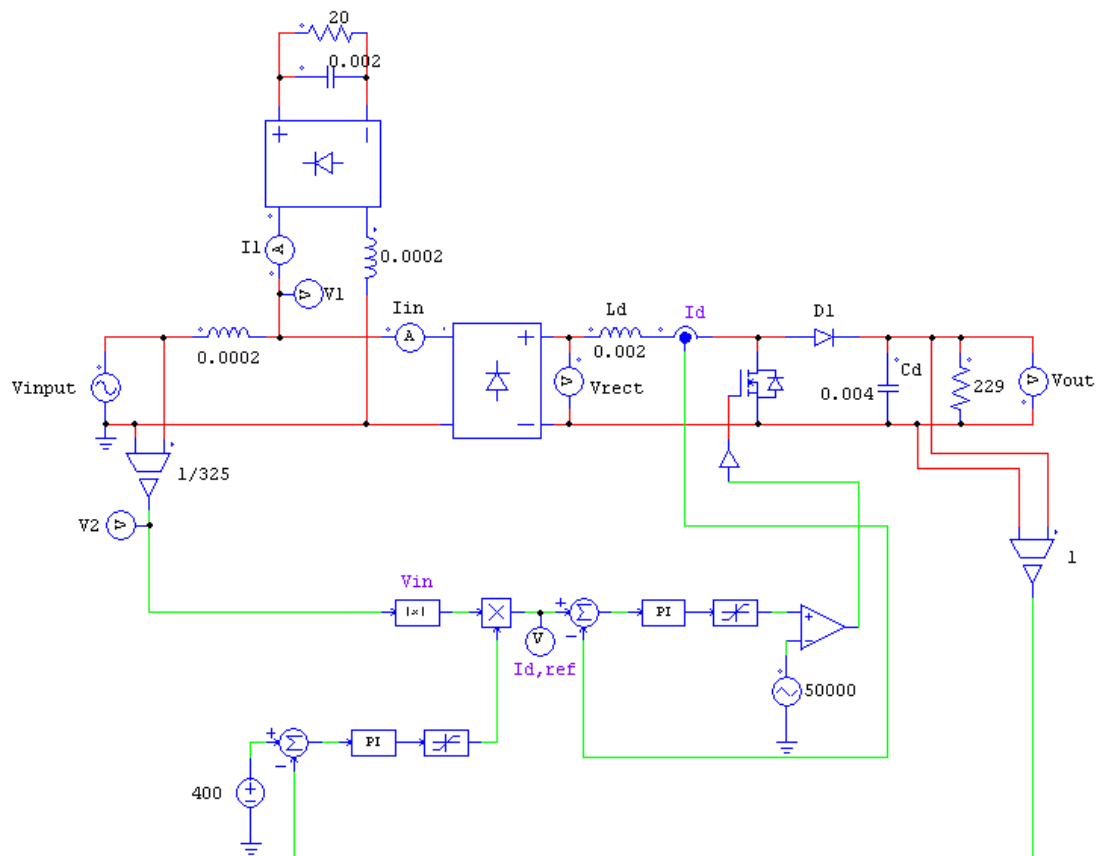 20
0.002
+
−
I1
A
0.0002
V
V1
Iin
A
Ld
Id
D1
0.0002
+
0.002
Cd
Vinput
V
Vrect
0.004
229
V
Vout
−
1/325
V2
V
1
Vin
|x|
+
Σ
−
PI
+
−
V
Id,ref
50000
+
Σ
−
PI
400
+
−